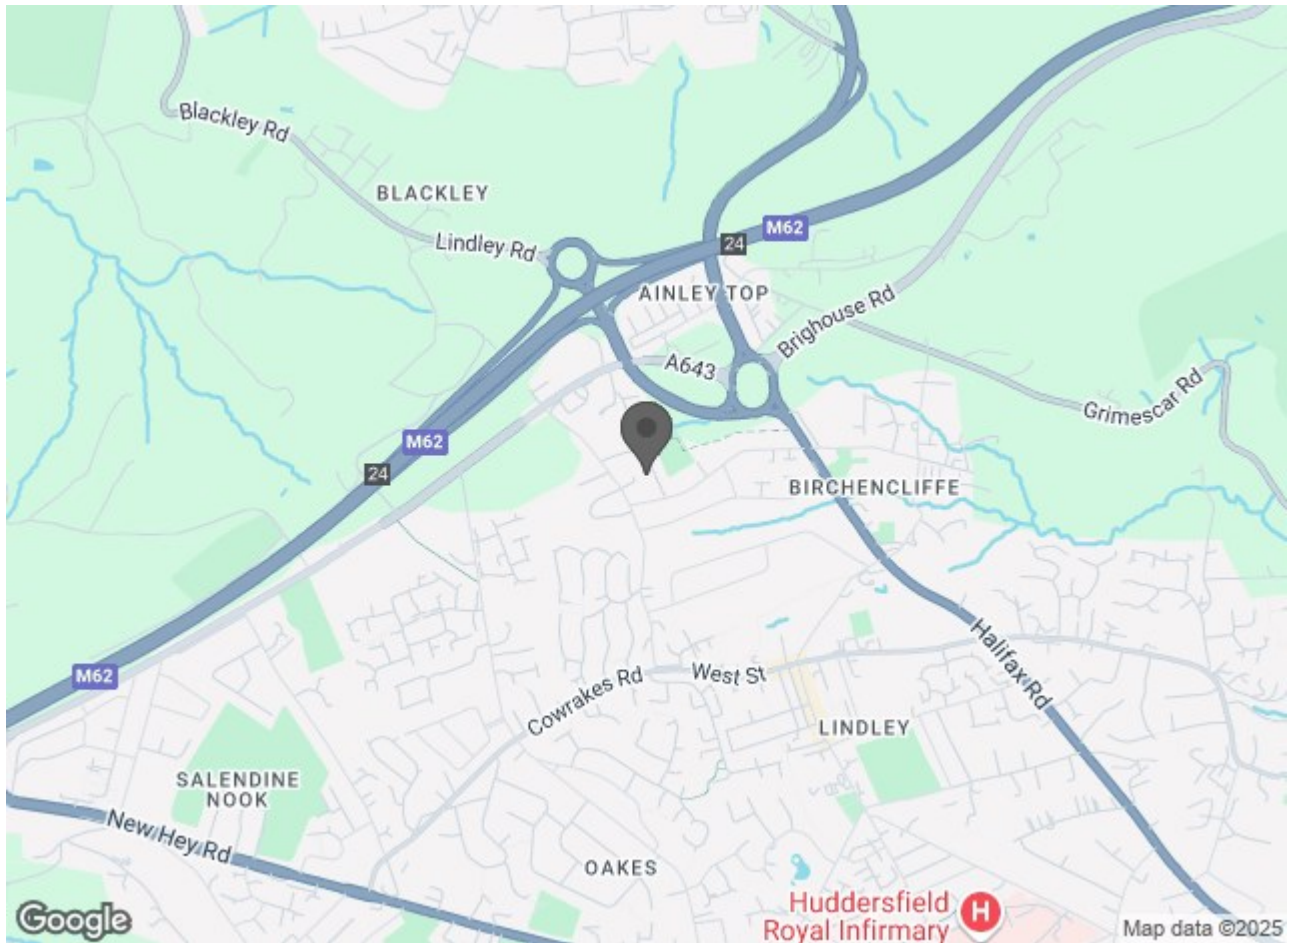 Blackley Rd
BLACKLEY
Lindley Rd
M62
24
AINLEY TOP
Brighouse Rd
A643
Grimescar Rd
M62
24
BIRCHENCLIFFE
Halifax Rd
M62
Cowrakes Rd
West St
LINDLEY
SALENDINE
NOOK
New Hey Rd
OAKES
Huddersfield
Royal Infirmary
H
Google
Map data ©2025